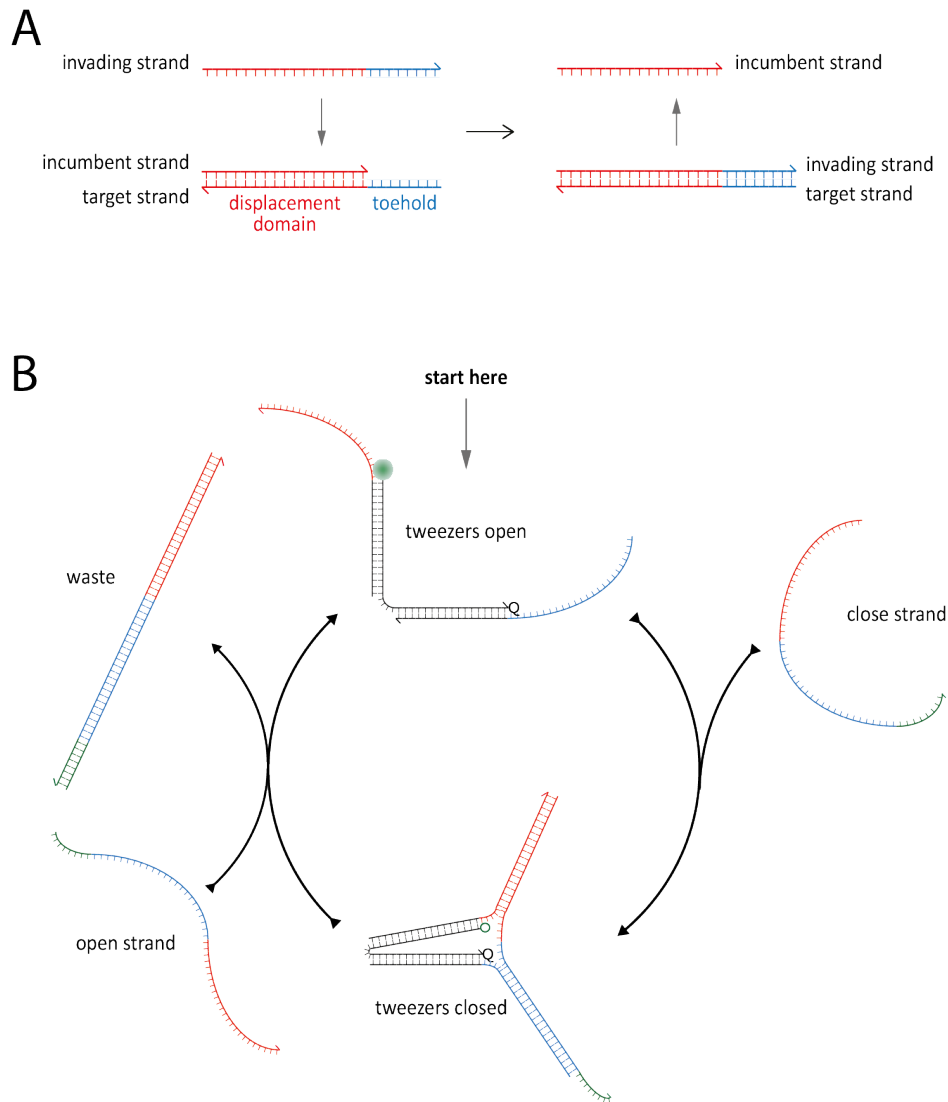 A
invading strand
incumbent strand
incumbent strand
target strand
displacement
domain
toehold
invading strand
target strand
B
start here
tweezers open
Q
waste
close strand
open strand
O
Q
tweezers closed